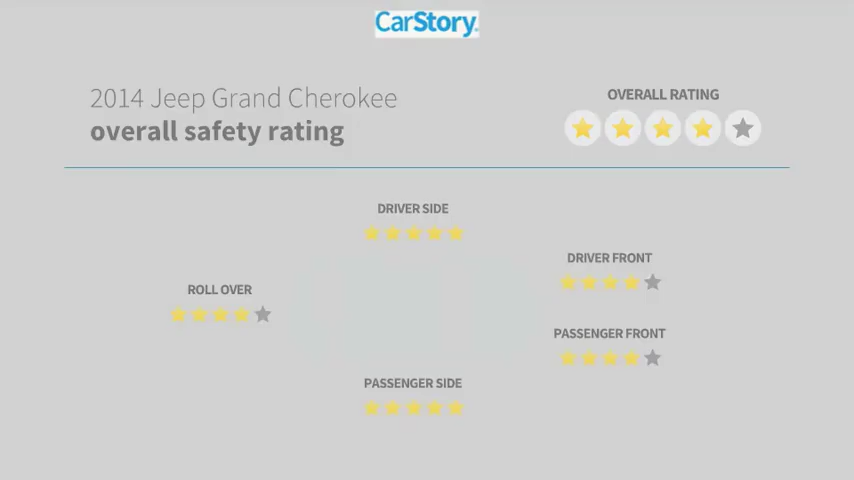 CarStory.
2014 Jeep Grand Cherokee
overall safety rating
OVERALL RATING
DRIVER SIDE
DRIVER FRONT
ROLL OVER
PASSENGER FRONT
PASSENGER SIDE